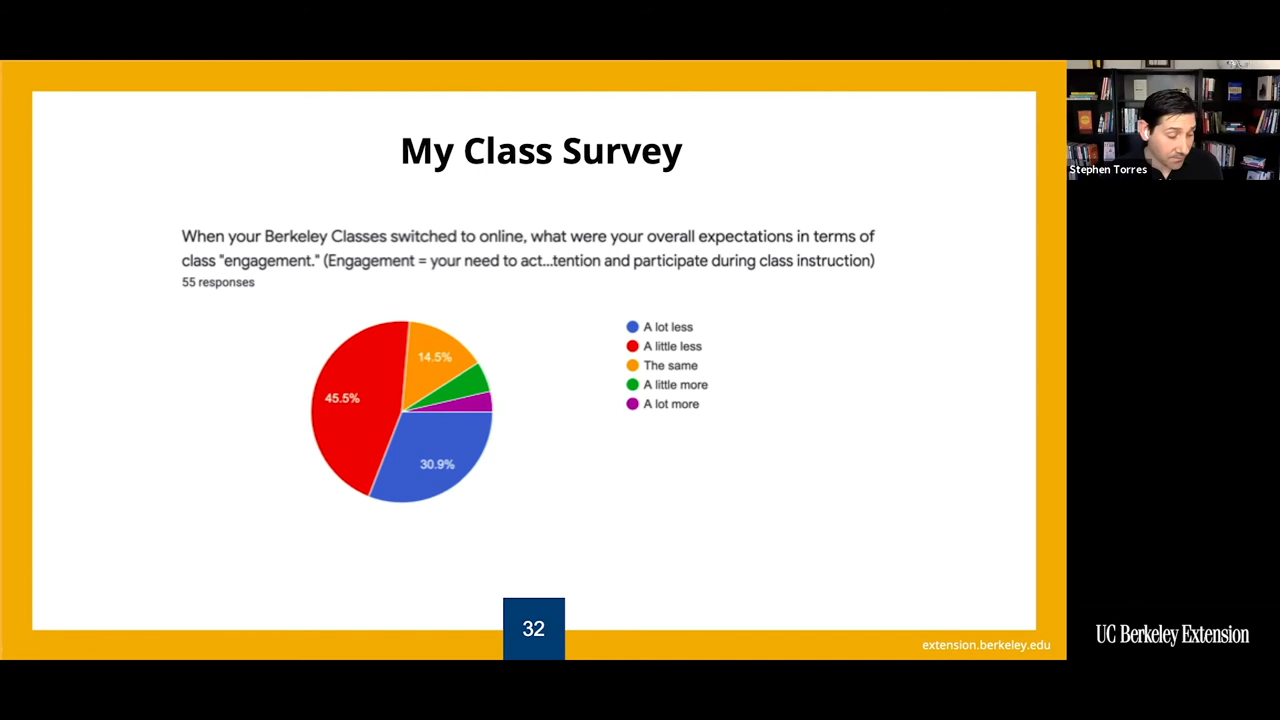 My Class Survey
When your Berkeley Classes switched to online, what were your overall expectations in terms of
class "engagement." (Engagement = your need to act...tention and participate during class instruction)
55 responses
14.5%
45.5%
30.9%
A lot less
A little less
The same
A little more
A lot more
32
extension.berkeley.edu
Stephen Torres
UC Berkeley Extension